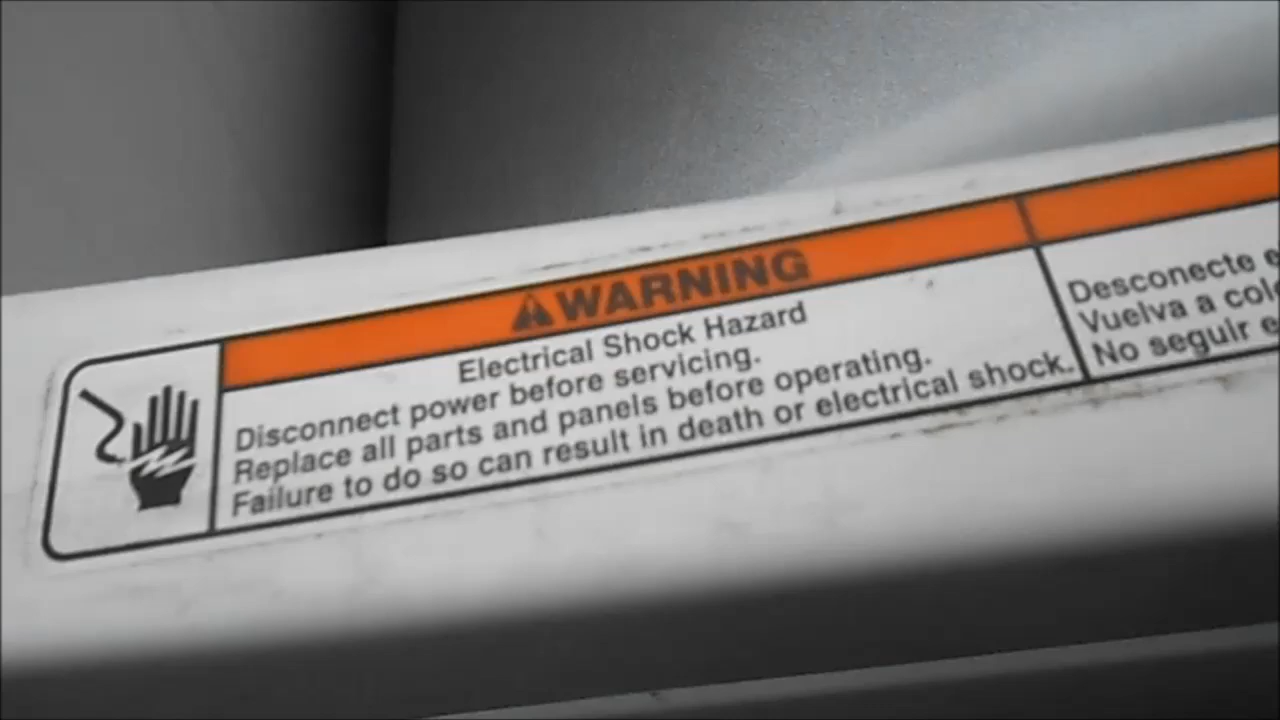 WARNING
Electrical Shock Hazard
Disconnect power before servicing.
Replace all parts and panels before operating.
Failure to do so can result in death or electrical shock.
Desconecte
Vuelva a
No seguir